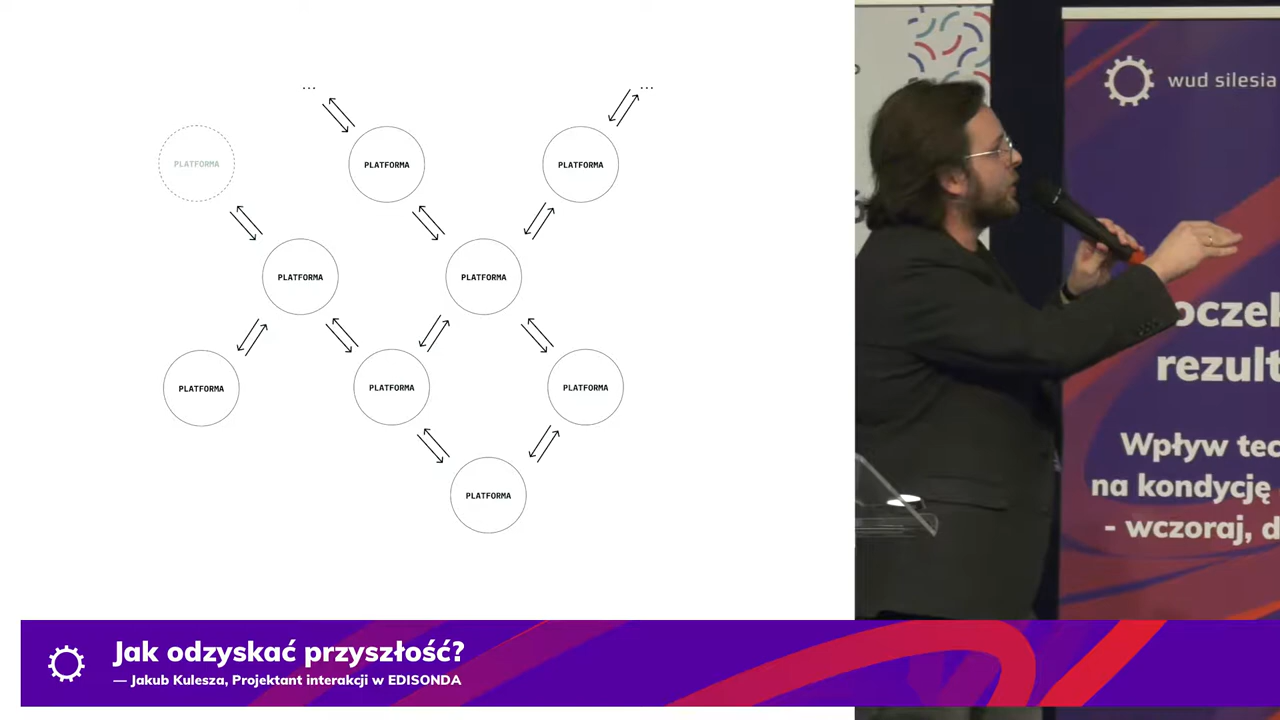 ...
...
PLATFORMA
PLATFORMA
PLATFORMA
PLATFORMA
PLATFORMA
PLATFORMA
PLATFORMA
PLATFORMA
PLATFORMA
wud silesia
oczek
rezult
Wpływ tec
na kondycję
- wczoraj, d
Jak odzyskać przyszłość?
— Jakub Kulesza, Projektant interakcji w EDISONDA